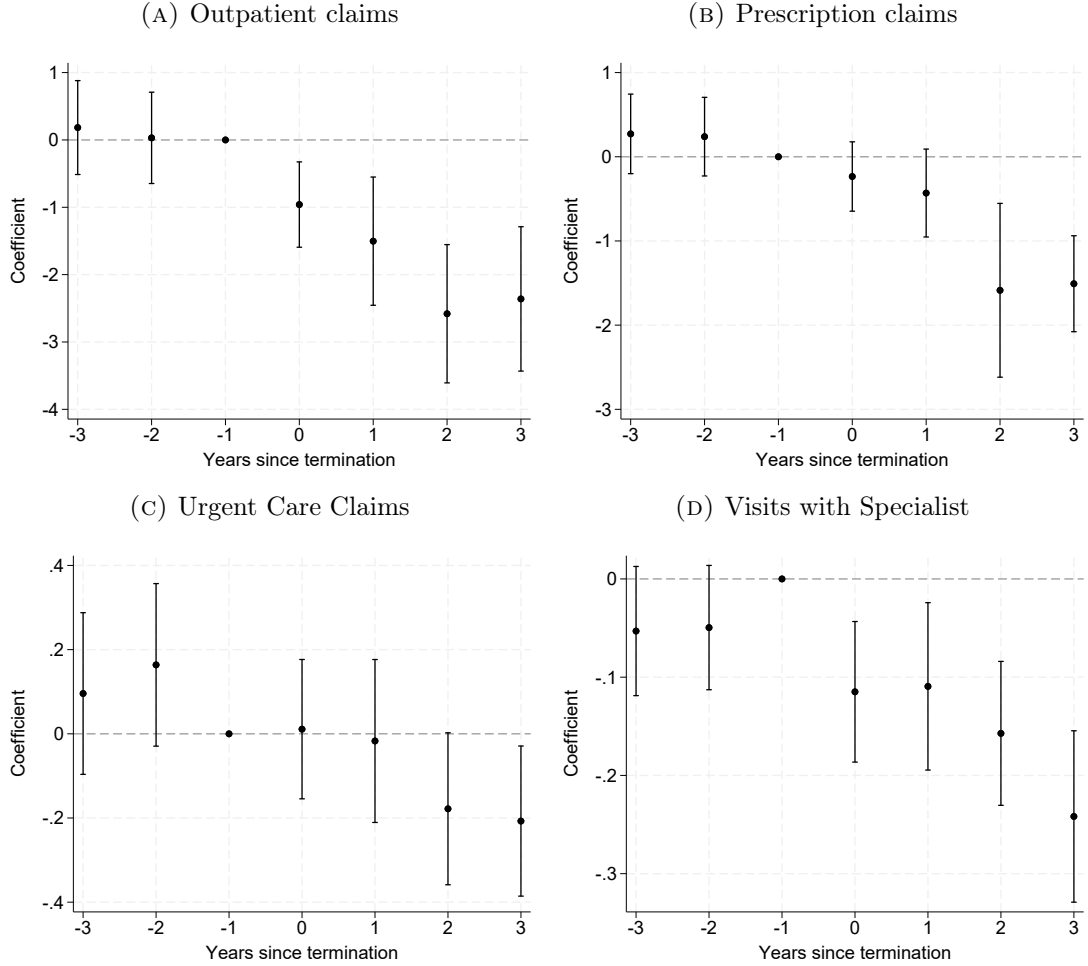 (A) Outpatient claims
1
0
-1
-2
-3
-4
Coefficient
-3 -2 -1 0 1 2 3
Years since termination
(B) Prescription claims
1
0
-1
-2
-3
Coefficient
-3 -2 -1 0 1 2 3
Years since termination
(C) Urgent Care Claims
.4
.2
0
-.2
-.4
Coefficient
-3 -2 -1 0 1 2 3
Years since termination
(D) Visits with Specialist
0
-.1
-.2
-.3
Coefficient
-3 -2 -1 0 1 2 3
Years since termination